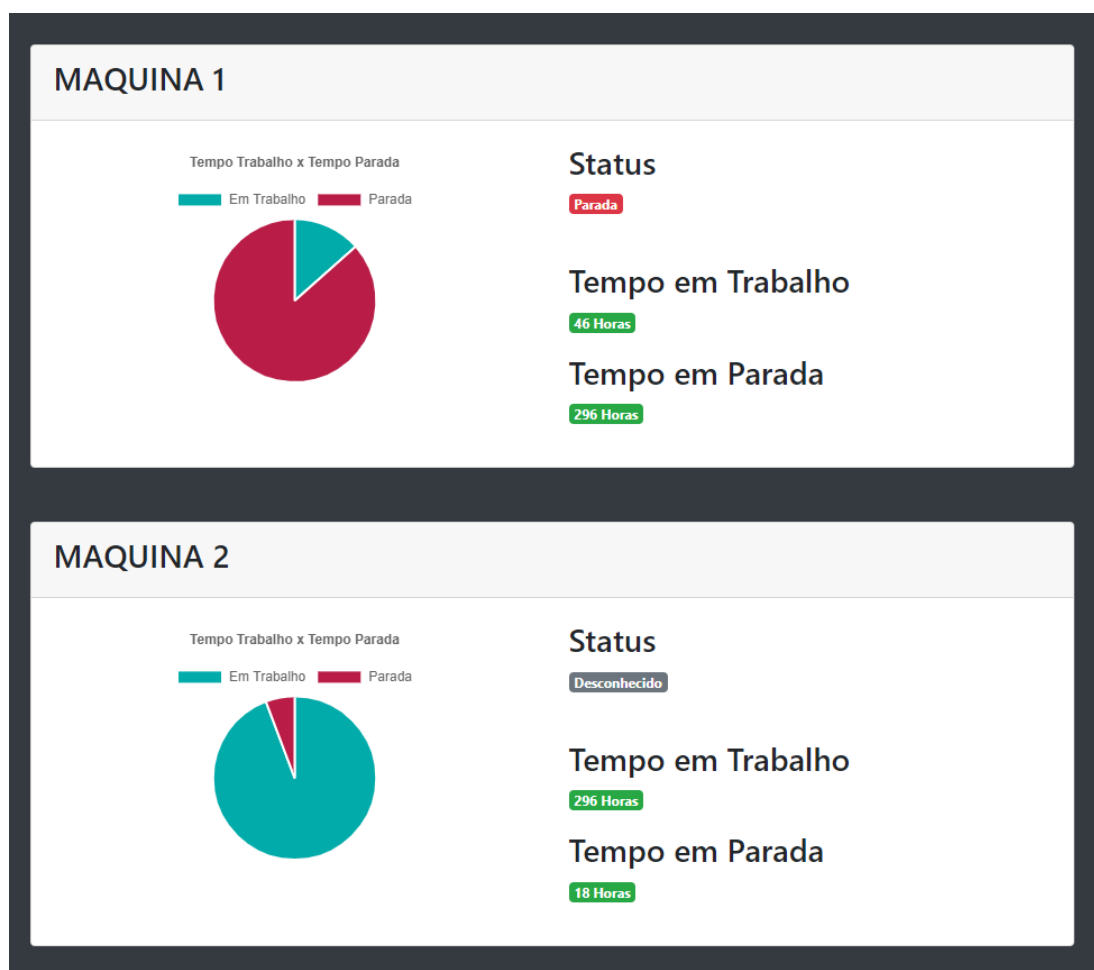 MAQUINA 1
Tempo Trabalho x Tempo Parada
Em Trabalho Parada
Status
Parada
Tempo em Trabalho
46 Horas
Tempo em Parada
296 Horas
MAQUINA 2
Tempo Trabalho x Tempo Parada
Em Trabalho Parada
Status
Desconhecido
Tempo em Trabalho
296 Horas
Tempo em Parada
18 Horas